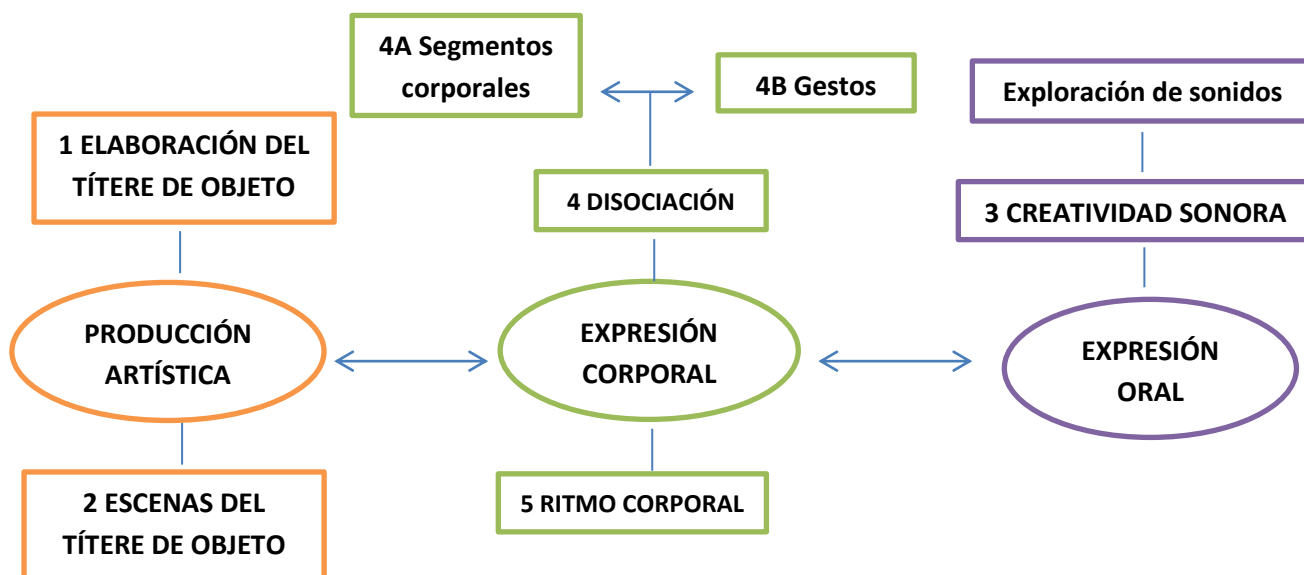 4A Segmentos
corporales
4B Gestos
Exploración de sonidos
1 ELABORACIÓN DEL
TÍTERE DE OBJETO
4 DISOCIACIÓN
3 CREATIVIDAD SONORA
PRODUCCIÓN
ARTÍSTICA
EXPRESIÓN
CORPORAL
EXPRESIÓN
ORAL
2 ESCENAS DEL
TÍTERE DE OBJETO
5 RITMO CORPORAL